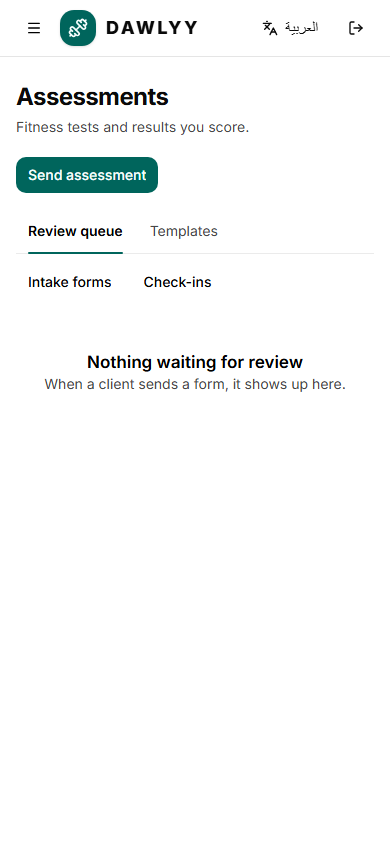 DAWLYY
العربية
Assessments
Fitness tests and results you score.
Send assessment
Review queue Templates
Intake forms Check-ins
Nothing waiting for review
When a client sends a form, it shows up here.